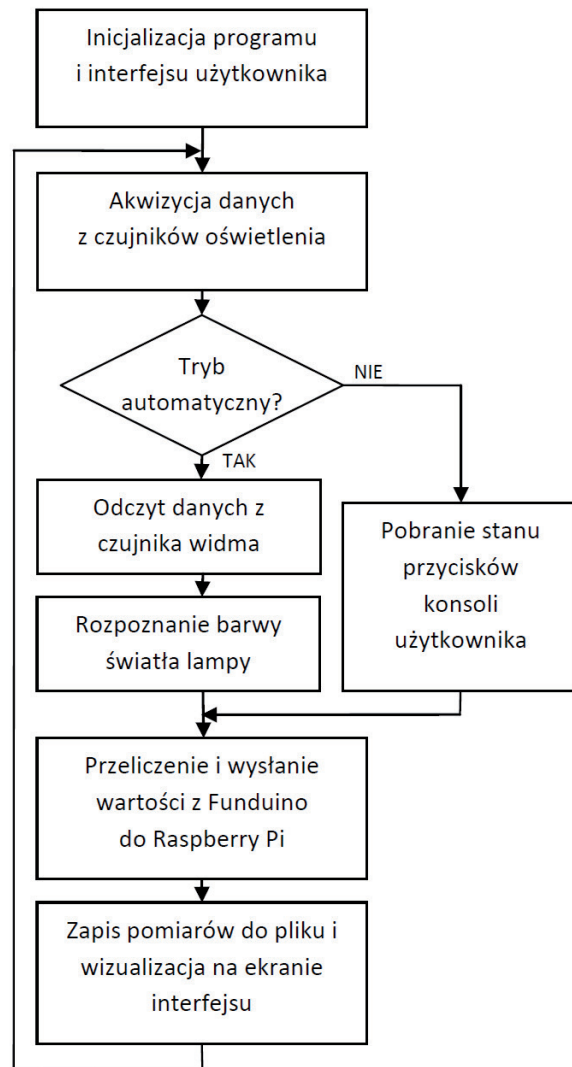 Inicjalizacja programu
i interfejsu użytkownika
Akwizycja danych
z czujników oświetlenia
Tryb
automatyczny?
NIE
TAK
Odczyt danych z
czujnika widma
Rozpoznanie barwy
światła lampy
Pobranie stanu
przycisków
konsoli
użytkownika
Przeliczenie i wysłanie
wartości z Funduino
do Raspberry Pi
Zapis pomiarów do pliku i
wizualizacja na ekranie
interfejsu